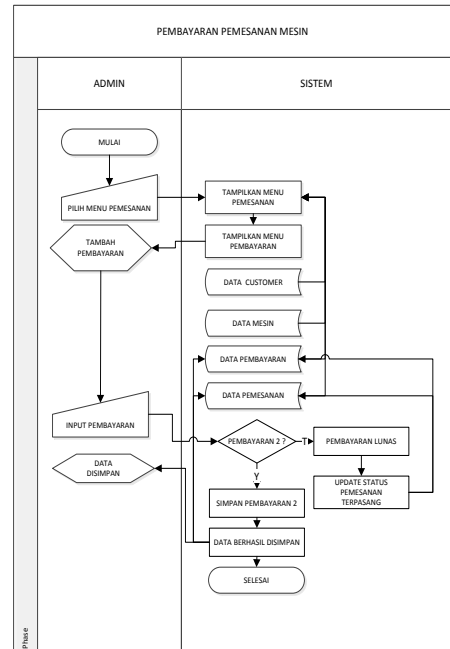 PEMBAYARAN PEMESANAN MESIN
ADMIN
SISTEM
MULAI
PILIH MENU PEMESANAN
TAMPILKAN MENU
PEMESANAN
TAMBAH
PEMBAYARAN
TAMPILKAN MENU
PEMBAYARAN
DATA CUSTOMER
DATA MESIN
DATA PEMBAYARAN
DATA PEMESANAN
INPUT PEMBAYARAN
PEMBAYARAN 2 ?
T
PEMBAYARAN LUNAS
Y
DATA
DISIMPAN
UPDATE STATUS
PEMESANAN
TERPASANG
SIMPAN PEMBAYARAN 2
DATA BERHASIL DISIMPAN
SELESAI
Phase